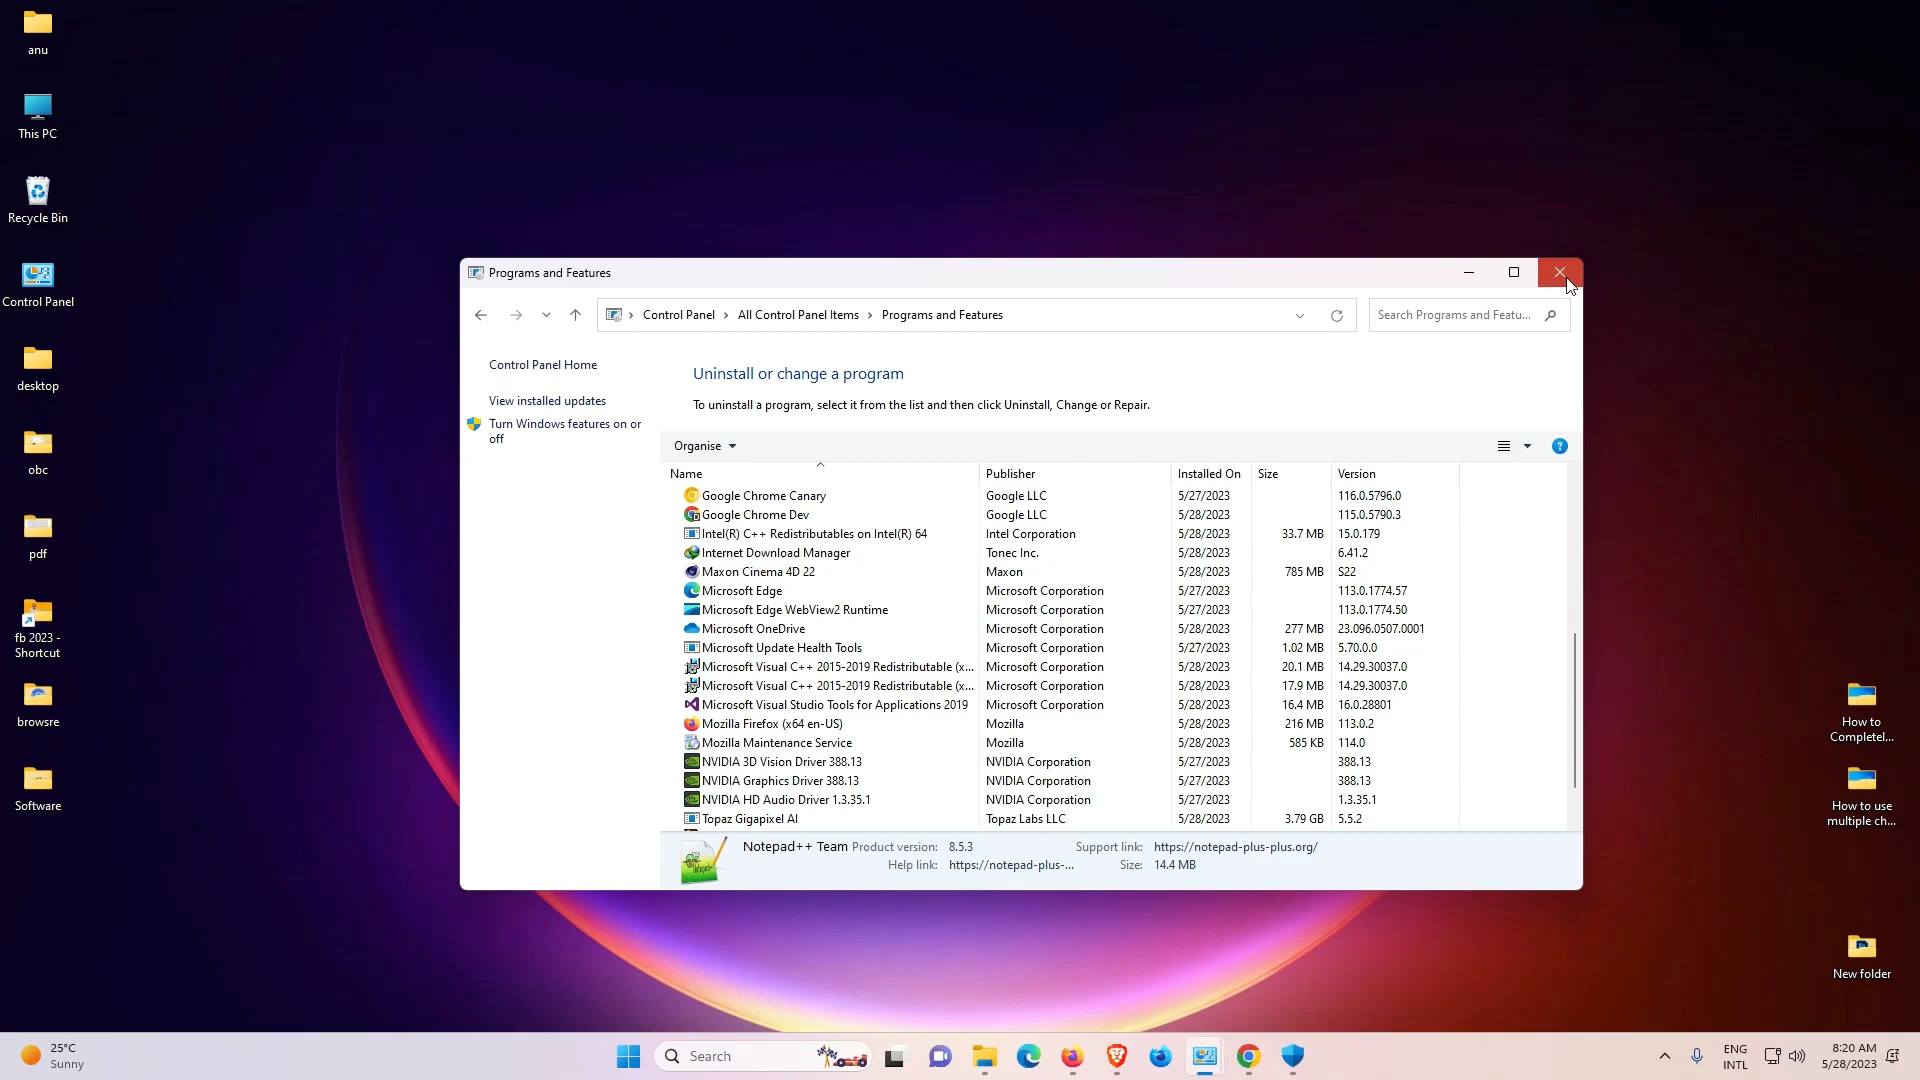 anu
This PC
Recycle Bin
Control Panel
desktop
obc
pdf
fb 2023 -
Shortcut
browsre
Software
Programs and Features
Control Panel
All Control Panel Items
Programs and Features
Search Programs and Featu...
Control Panel Home
View installed updates
Turn Windows features on or
off
Uninstall or change a program
To uninstall a program, select it from the list and then click Uninstall, Change or Repair.
Organise
Name Publisher Installed On Size Version
Google Chrome Canary Google LLC 5/27/2023 116.0.5796.0
Google Chrome Dev Google LLC 5/28/2023 115.0.5790.3
Intel(R) C++ Redistributables on Intel(R) 64 Intel Corporation 5/28/2023 33.7 MB 15.0.179
Internet Download Manager Tonec Inc. 5/28/2023 6.41.2
Maxon Cinema 4D 22 Maxon 5/28/2023 785 MB S22
Microsoft Edge Microsoft Corporation 5/27/2023 113.0.1774.57
Microsoft Edge WebView2 Runtime Microsoft Corporation 5/27/2023 113.0.1774.50
Microsoft OneDrive Microsoft Corporation 5/28/2023 277 MB 23.096.0507.0001
Microsoft Update Health Tools Microsoft Corporation 5/27/2023 1.02 MB 5.70.0.0
Microsoft Visual C++ 2015-2019 Redistributable (x... Microsoft Corporation 5/28/2023 20.1 MB 14.29.30037.0
Microsoft Visual C++ 2015-2019 Redistributable (x... Microsoft Corporation 5/28/2023 17.9 MB 14.29.30037.0
Microsoft Visual Studio Tools for Applications 2019 Microsoft Corporation 5/28/2023 16.4 MB 16.0.28801
Mozilla Firefox (x64 en-US) Mozilla 5/28/2023 216 MB 113.0.2
Mozilla Maintenance Service Mozilla 5/28/2023 585 KB 114.0
NVIDIA 3D Vision Driver 388.13 NVIDIA Corporation 5/27/2023 388.13
NVIDIA Graphics Driver 388.13 NVIDIA Corporation 5/27/2023 388.13
NVIDIA HD Audio Driver 1.3.35.1 NVIDIA Corporation 5/27/2023 1.3.35.1
Topaz Gigapixel AI Topaz Labs LLC 5/28/2023 3.79 GB 5.5.2
Notepad++ Team Product version: 8.5.3 Support link: https://notepad-plus-plus.org/
Help link: https://notepad-plus-... Size: 14.4 MB
How to
Completel...
How to use
multiple ch...
New folder
25°C
Sunny
Search
ENG
INTL
8:20 AM
5/28/2023